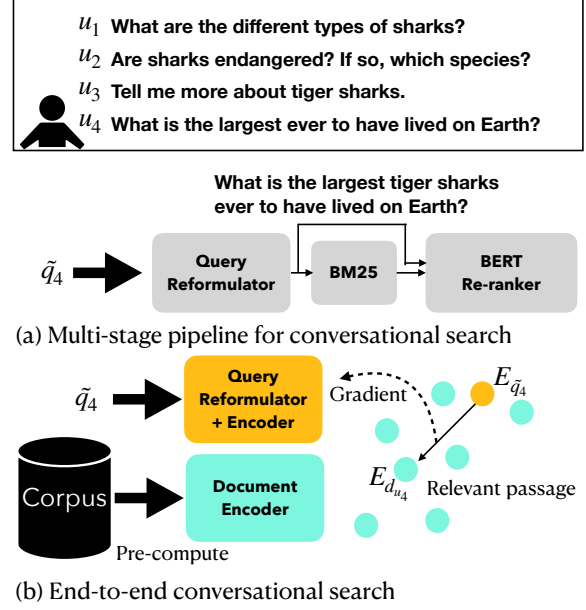 u₁ What are the different types of sharks?
u₂ Are sharks endangered? If so, which species?
u₃ Tell me more about tiger sharks.
u₄ What is the largest ever to have lived on Earth?
What is the largest tiger sharks
ever to have lived on Earth?
q̃₄
Query
Reformulator
BM25
BERT
Re-ranker
(a) Multi-stage pipeline for conversational search
q̃₄
Query
Reformulator
+ Encoder
Gradient
E_{q̃₄}
Corpus
Pre-compute
Document
Encoder
E_{d_{u₄}}
Relevant passage
(b) End-to-end conversational search